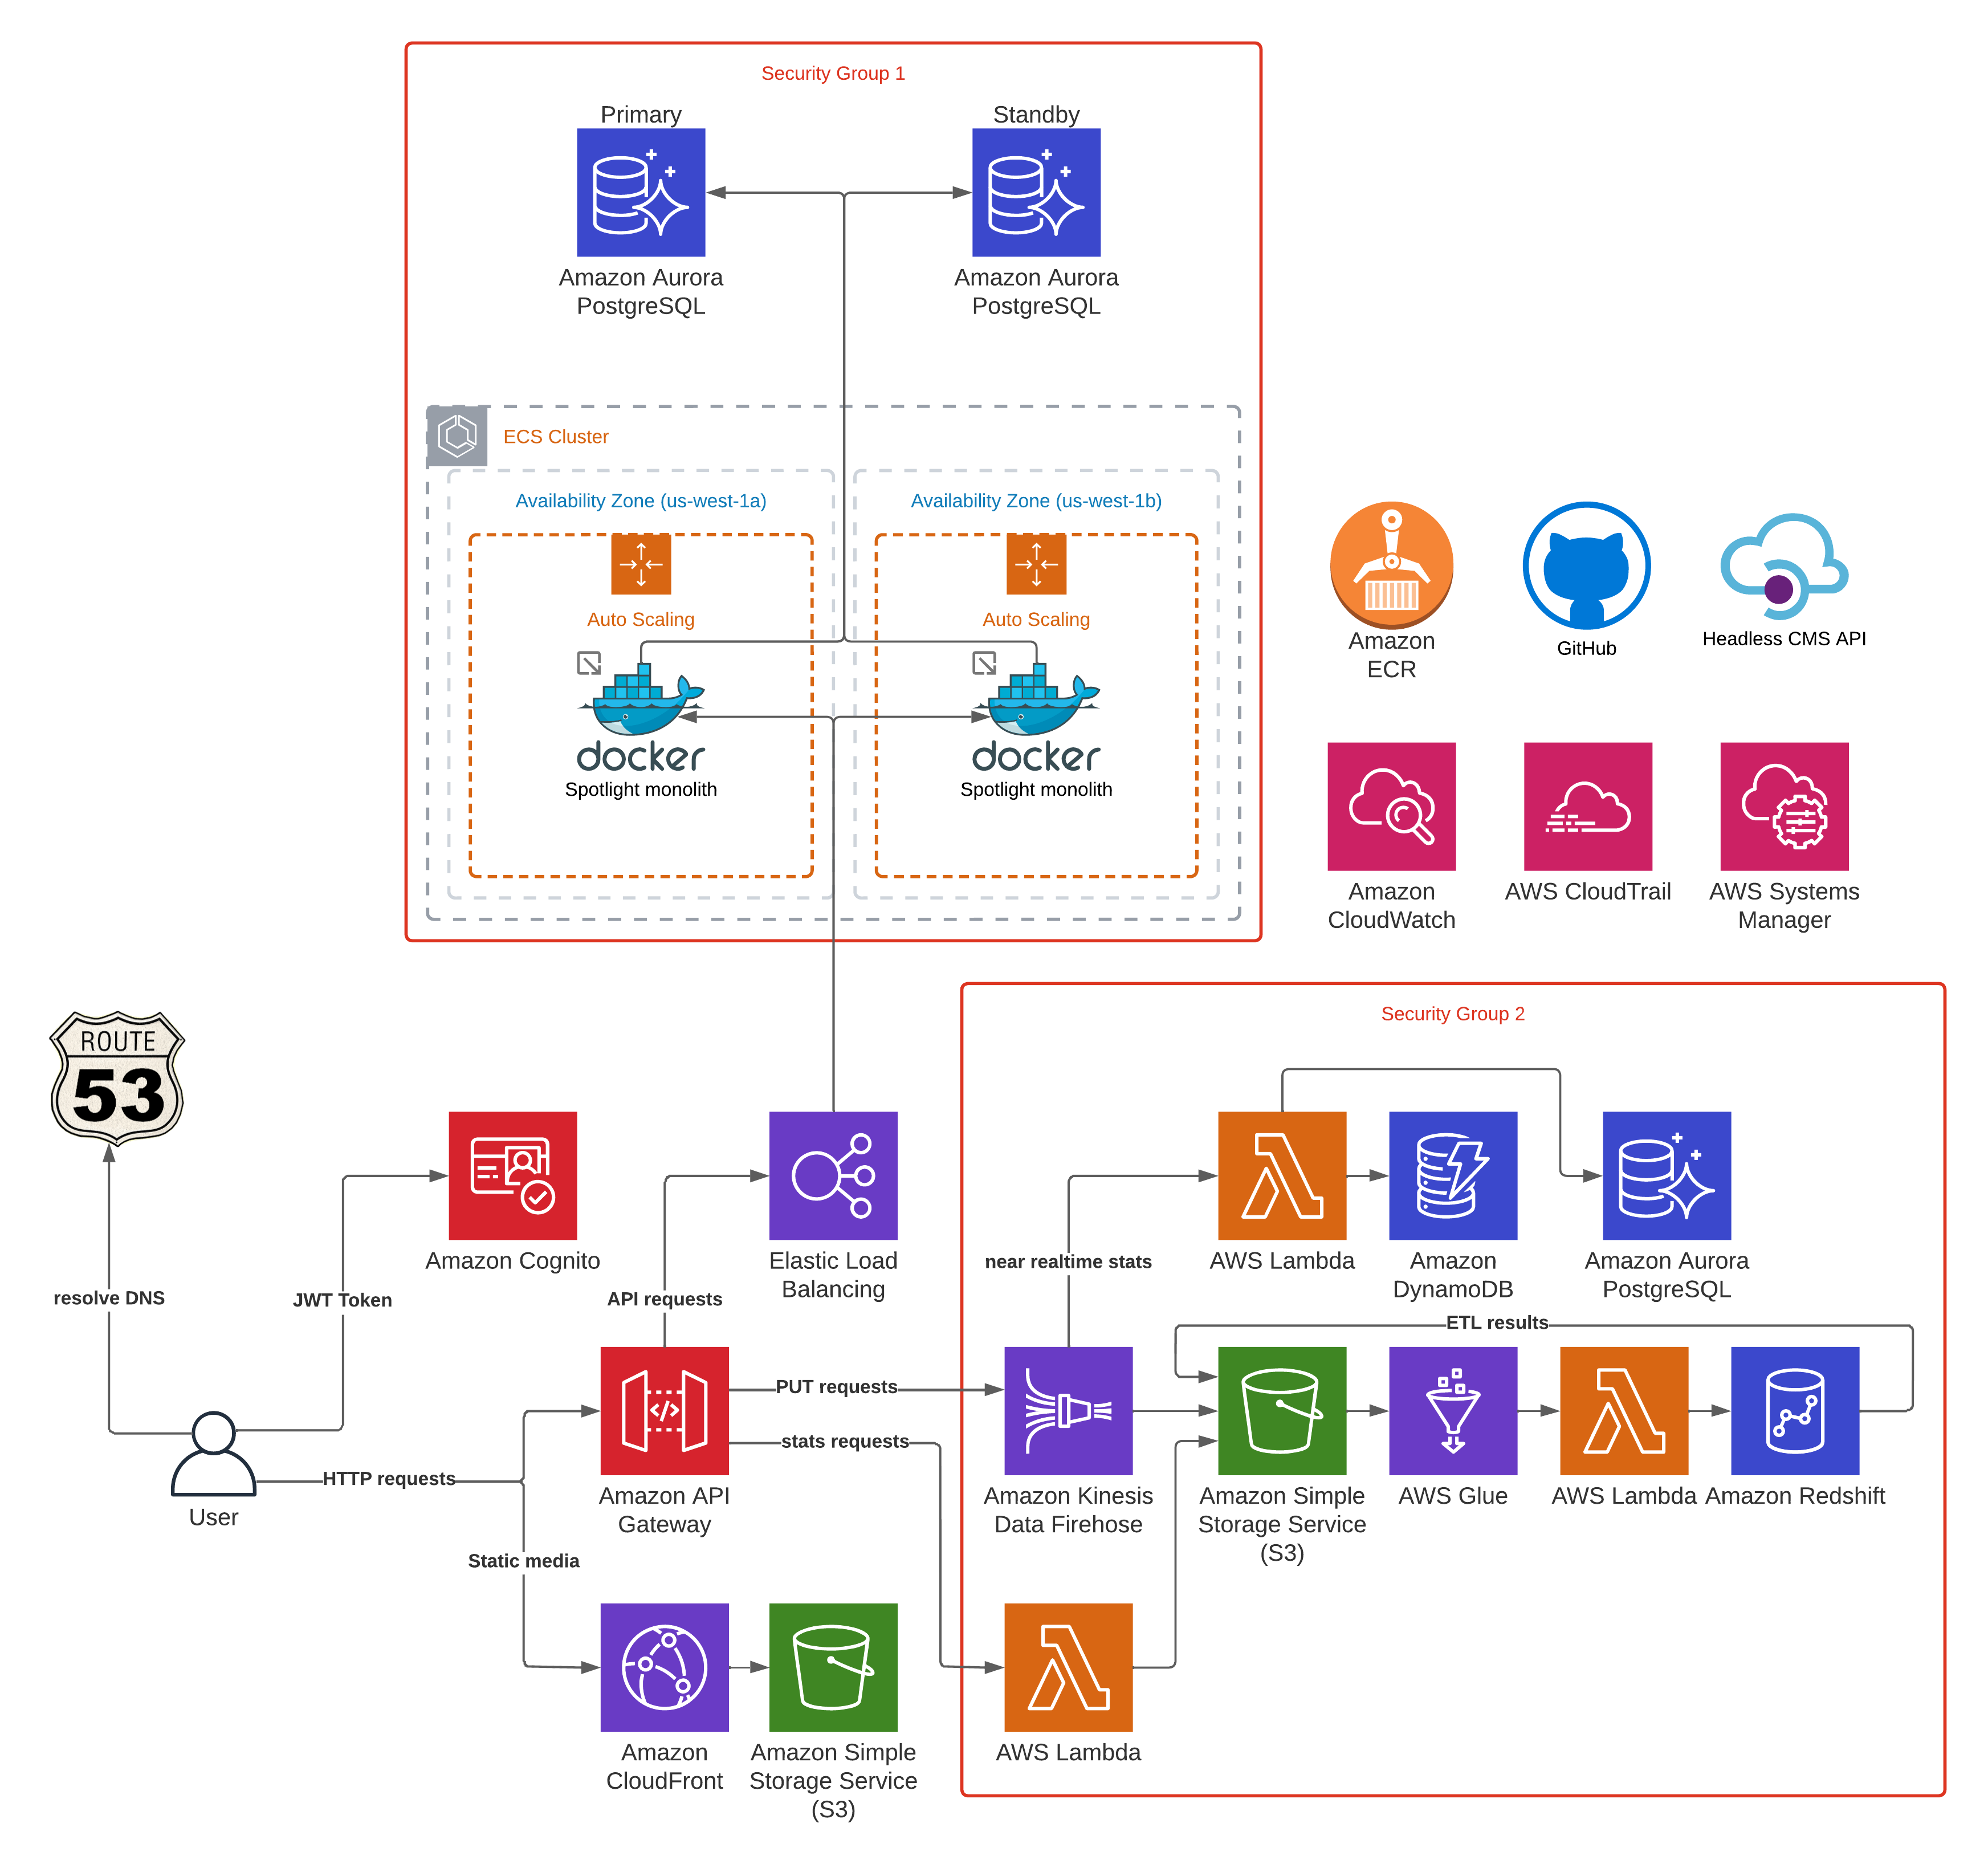 Security Group 1
Primary
Standby
Amazon Aurora
PostgreSQL
Amazon Aurora
PostgreSQL
ECS Cluster
Availability Zone (us-west-1a)
Availability Zone (us-west-1b)
Auto Scaling
Auto Scaling
docker
Spotlight monolith
docker
Spotlight monolith
Amazon
ECR
GitHub
Headless CMS API
Amazon
CloudWatch
AWS CloudTrail
AWS Systems
Manager
Security Group 2
ROUTE
53
Amazon Cognito
Elastic Load
Balancing
near realtime stats
AWS Lambda
Amazon
DynamoDB
Amazon Aurora
PostgreSQL
resolve DNS
JWT Token
API requests
ETL results
PUT requests
stats requests
HTTP requests
User
Amazon API
Gateway
Amazon Kinesis
Data Firehose
Amazon Simple
Storage Service
(S3)
AWS Glue
AWS Lambda
Amazon Redshift
Static media
Amazon
CloudFront
Amazon Simple
Storage Service
(S3)
AWS Lambda